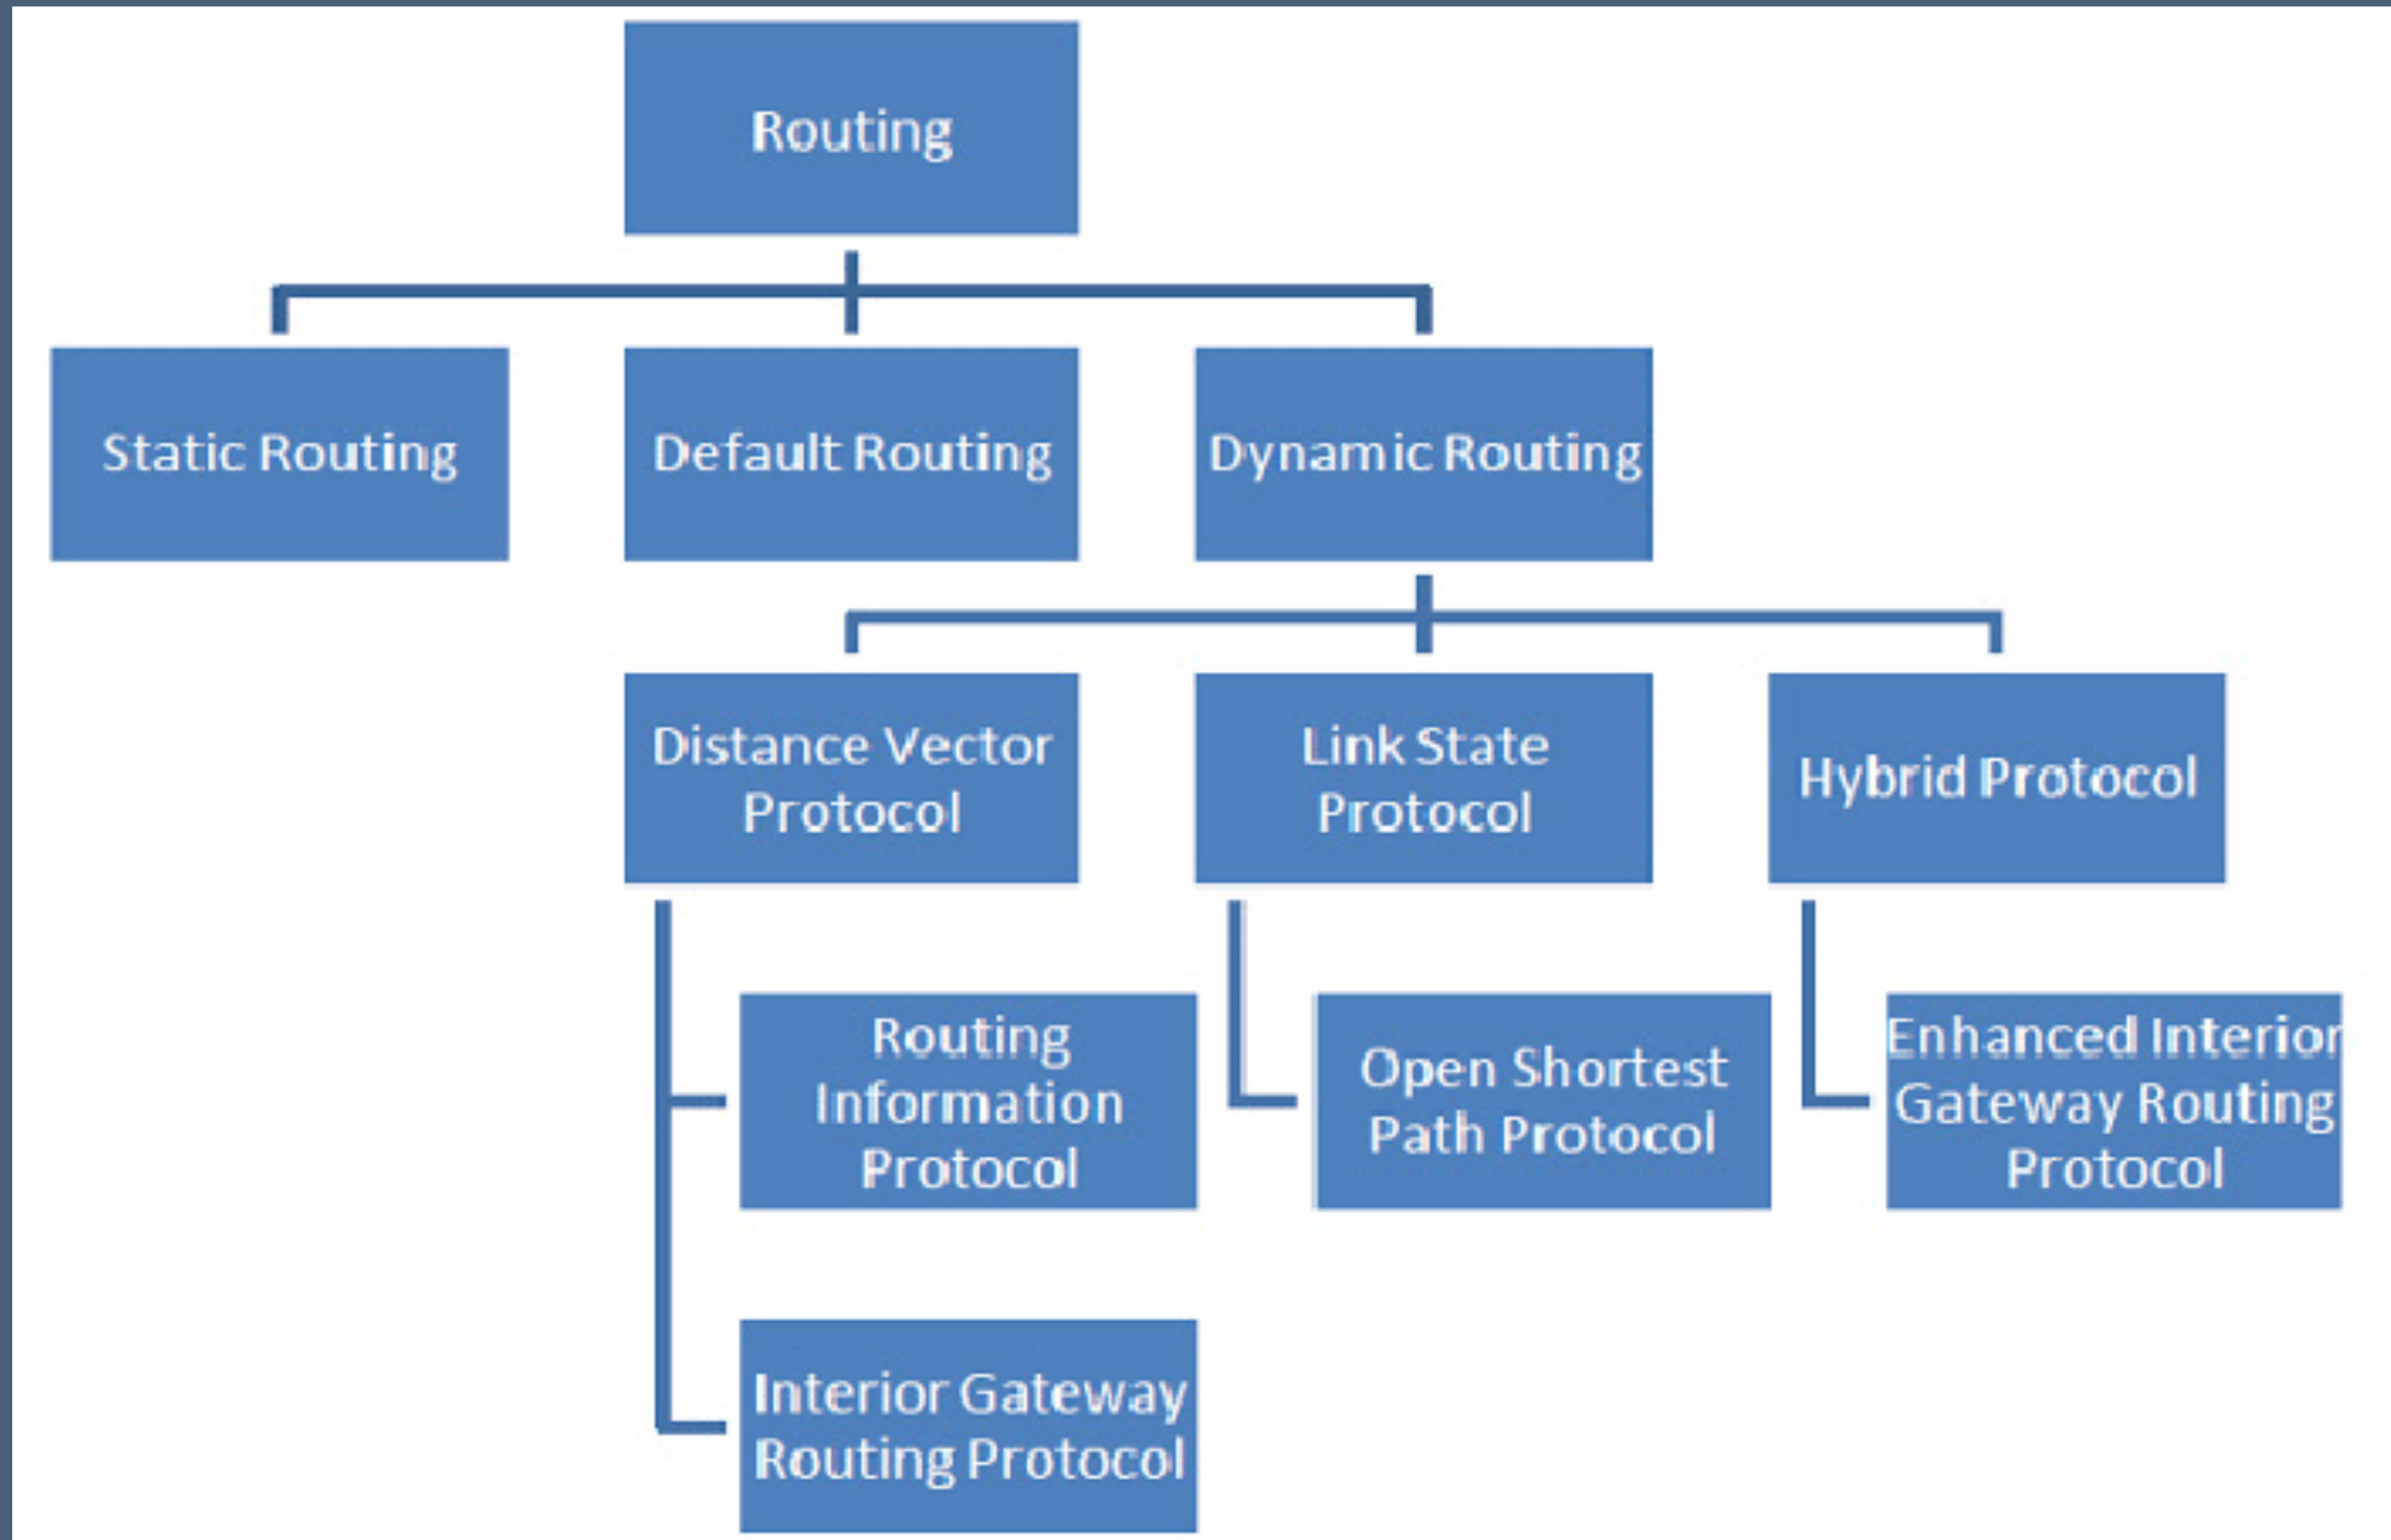 Routing
Static Routing
Default Routing
Dynamic Routing
Distance Vector
Protocol
Link State
Protocol
Hybrid Protocol
Routing
Information
Protocol
Open Shortest
Path Protocol
Enhanced Interior
Gateway Routing
Protocol
Interior Gateway
Routing Protocol